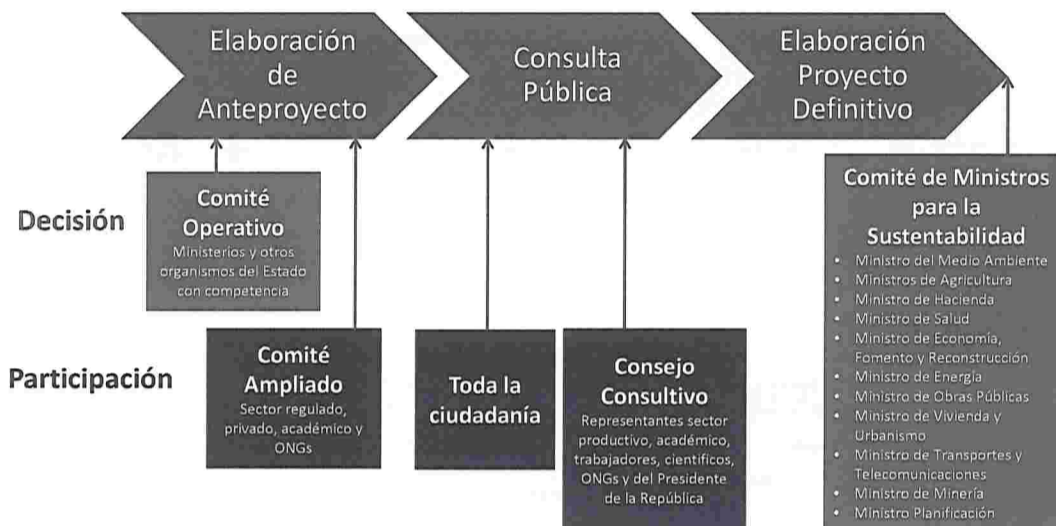 Elaboración
de
Anteproyecto
Consulta
Pública
Elaboración
Proyecto
Definitivo
Decisión
Comité
Operativo
Ministerios y otros
organismos del Estado
con competencia
Comité de Ministros
para la
Sustentabilidad
• Ministro del Medio Ambiente
• Ministros de Agricultura
• Ministro de Hacienda
• Ministro de Salud
• Ministro de Economía,
Fomento y Reconstrucción
• Ministro de Energía
• Ministro de Obras Públicas
• Ministro de Vivienda y
Urbanismo
• Ministro de Transportes y
Telecomunicaciones
• Ministro de Minería
• Ministro Planificación
Participación
Comité
Ampliado
Sector regulado,
privado, académico y
ONGs
Toda la
ciudadanía
Consejo
Consultivo
Representantes sector
productivo, académico,
trabajadores, científicos,
ONGs y del Presidente
de la República